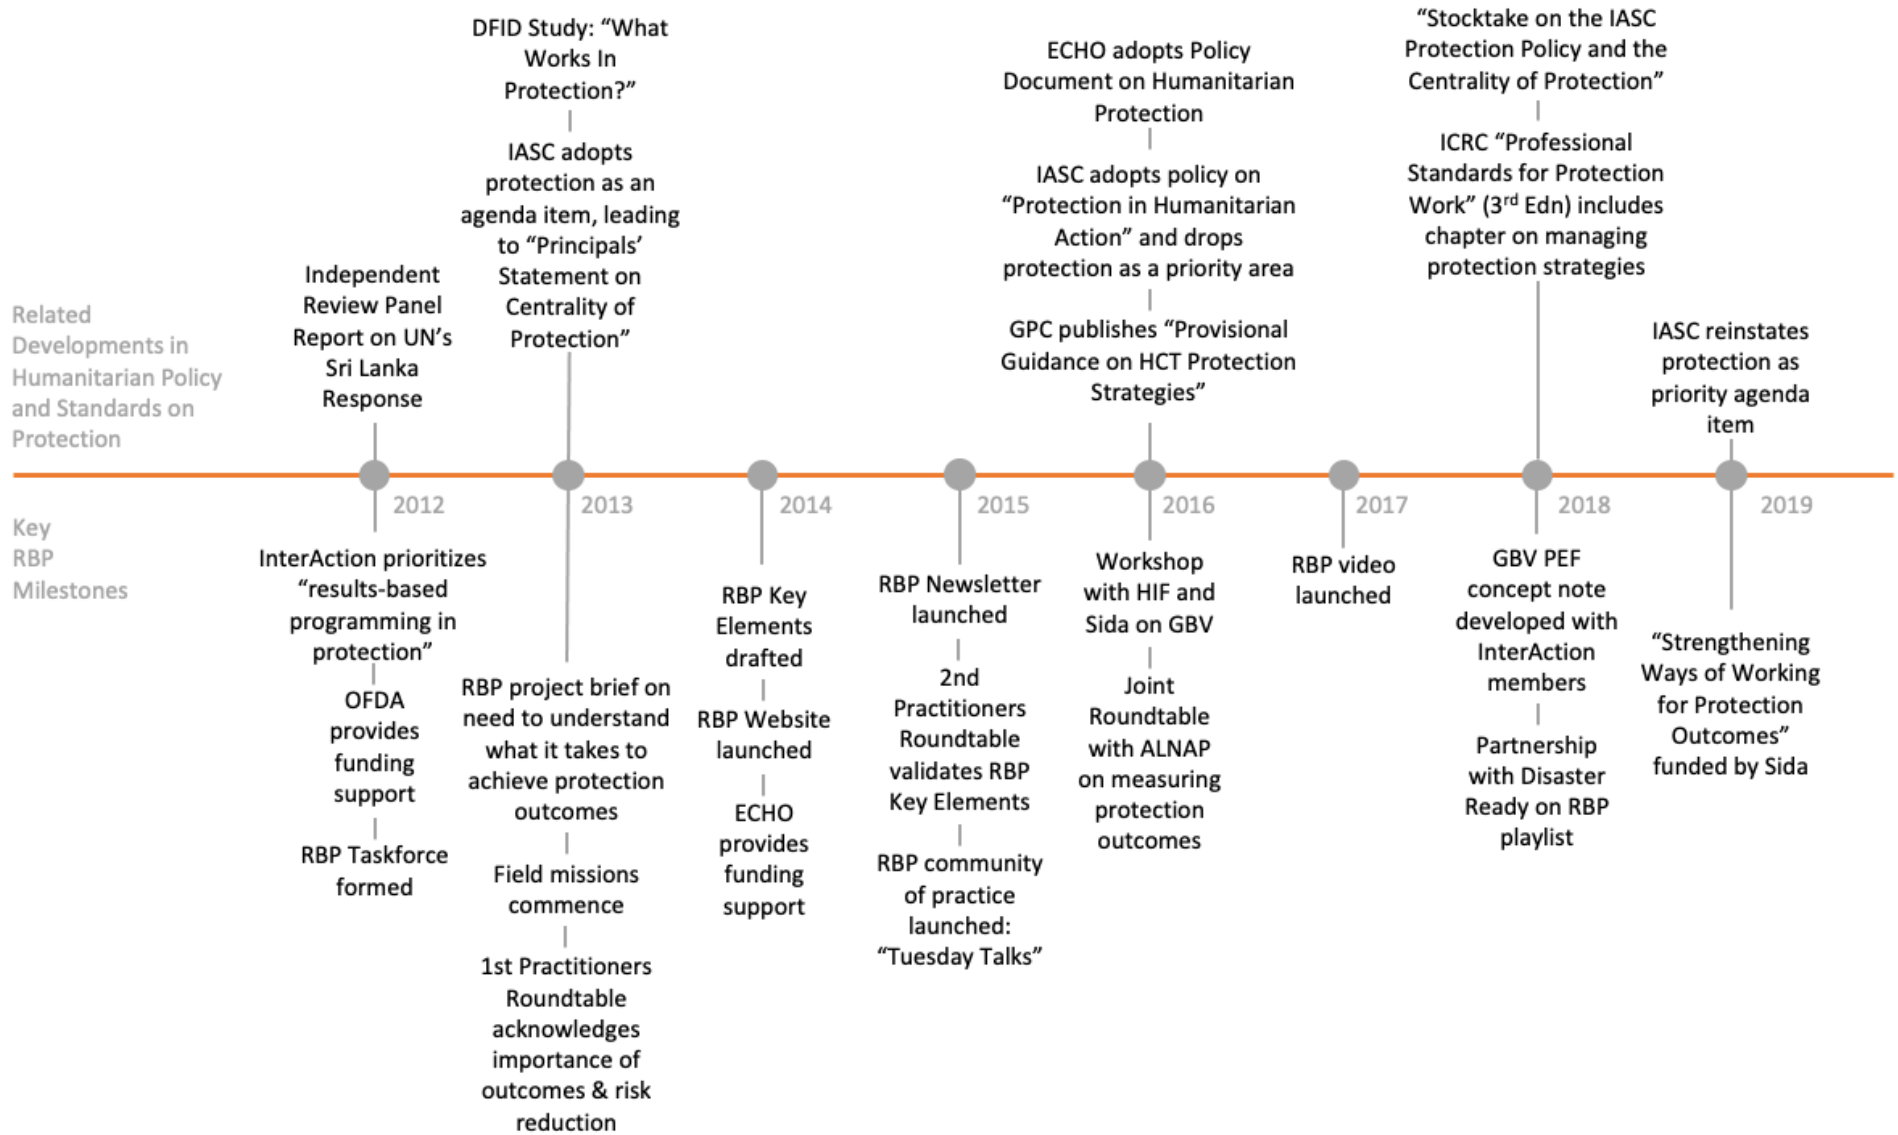 DFID Study: “What
Works In
Protection?”
IASC adopts
protection as an
agenda item, leading
to “Principals’
Statement on
Centrality of
Protection”
ECHO adopts Policy
Document on Humanitarian
Protection
IASC adopts policy on
“Protection in Humanitarian
Action” and drops
protection as a priority area
GPC publishes “Provisional
Guidance on HCT Protection
Strategies”
“Stocktake on the IASC
Protection Policy and the
Centrality of Protection”
ICRC “Professional
Standards for Protection
Work” (3rd Edn) includes
chapter on managing
protection strategies
Independent
Review Panel
Report on UN’s
Sri Lanka
Response
IASC reinstates
protection as
priority agenda
item
Related
Developments in
Humanitarian Policy
and Standards on
Protection
2012
2013
2014
2015
2016
2017
2018
2019
Key
RBP
Milestones
InterAction prioritizes
“results-based
programming in
protection”
OFDA
provides
funding
support
RBP Taskforce
formed
RBP project brief on
need to understand
what it takes to
achieve protection
outcomes
Field missions
commence
1st Practitioners
Roundtable
acknowledges
importance of
outcomes & risk
reduction
RBP Key
Elements
drafted
RBP Website
launched
ECHO
provides
funding
support
RBP Newsletter
launched
2nd
Practitioners
Roundtable
validates RBP
Key Elements
RBP community
of practice
launched:
“Tuesday Talks”
Workshop
with HIF and
Sida on GBV
Joint
Roundtable
with ALNAP
on measuring
protection
outcomes
RBP video
launched
GBV PEF
concept note
developed with
InterAction
members
Partnership
with Disaster
Ready on RBP
playlist
“Strengthening
Ways of Working
for Protection
Outcomes”
funded by Sida